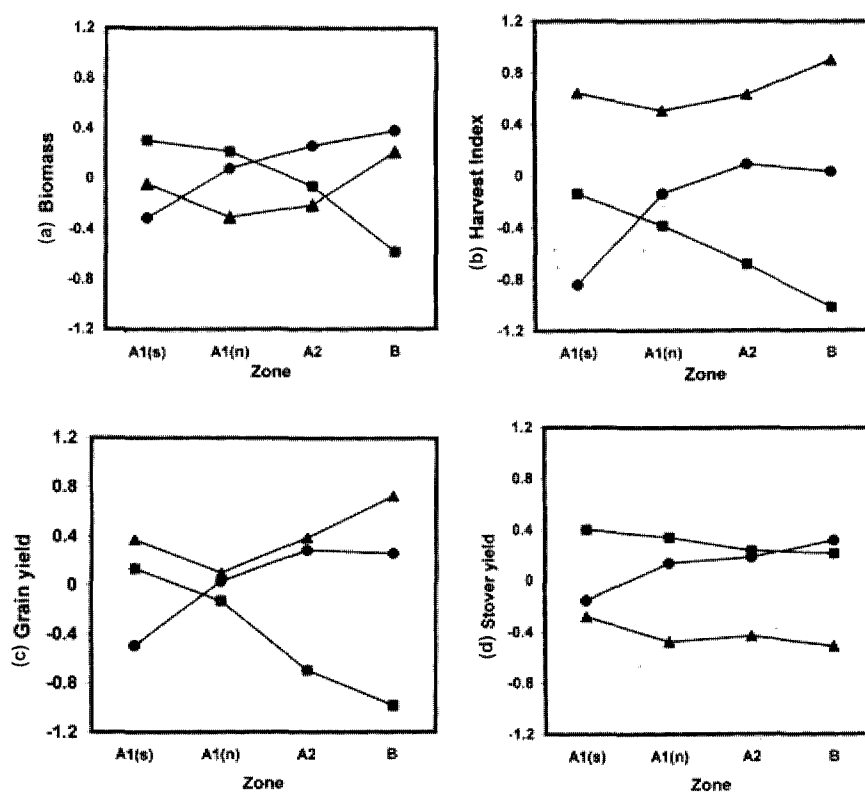 1.2
0.8
0.4
0
-0.4
-0.8
-1.2
(a) Biomass
A1(s) A1(n) A2 B
Zone
1.2
0.8
0.4
0
-0.4
-0.8
-1.2
(b) Harvest Index
A1(s) A1(n) A2 B
Zone
1.2
0.8
0.4
0
-0.4
-0.8
-1.2
(c) Grain yield
A1(s) A1(n) A2 B
Zone
1.2
0.8
0.4
0
-0.4
-0.8
-1.2
(d) Stover yield
A1(s) A1(n) A2 B
Zone